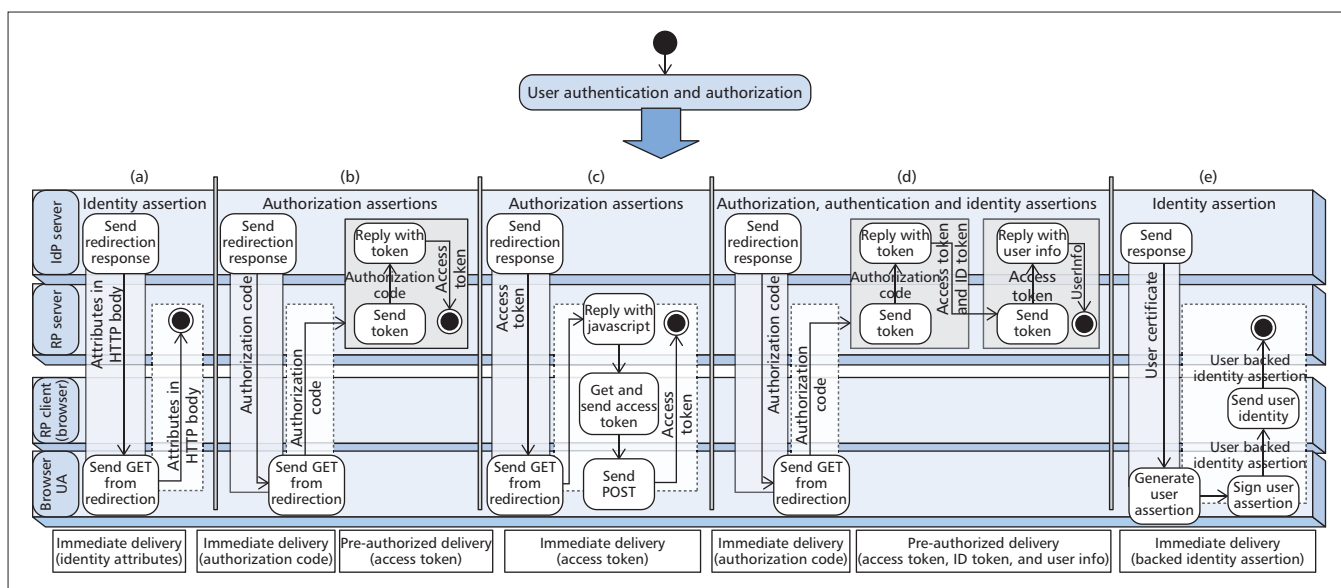 User authentication and authorization
(a)
(b)
(c)
(d)
(e)
IdP server
RP server
RP client
(browser)
Browser
UA
Identity assertion
Send
redirection
response
Attributes in
HTTP body
Send GET
from
redirection
Attributes in
HTTP body
Authorization assertions
Send
redirection
response
Authorization code
Send GET
from
redirection
Authorization
code
Reply with
token
Authorization
code
Send
token
Access
token
Authorization assertions
Send
redirection
response
Access
token
Send GET
from
redirection
Reply with
javascript
Get and
send access
token
Send
POST
Access
token
Authorization, authentication and identity assertions
Send
redirection
response
Authorization code
Send GET
from
redirection
Authorization
code
Reply with
token
Authorization
code
Send
token
Access token
and ID token
Reply with
user info
Access
token
Send
token
UserInfo
Identity assertion
Send
response
User certificate
Generate
user
assertion
Sign user
assertion
User backed
identity assertion
Send user
identity
User backed
identity assertion
Immediate delivery
(identity attributes)
Immediate delivery
(authorization code)
Pre-authorized delivery
(access token)
Immediate delivery
(access token)
Immediate delivery
(authorization code)
Pre-authorized delivery
(access token, ID token, and user info)
Immediate delivery
(backed identity assertion)